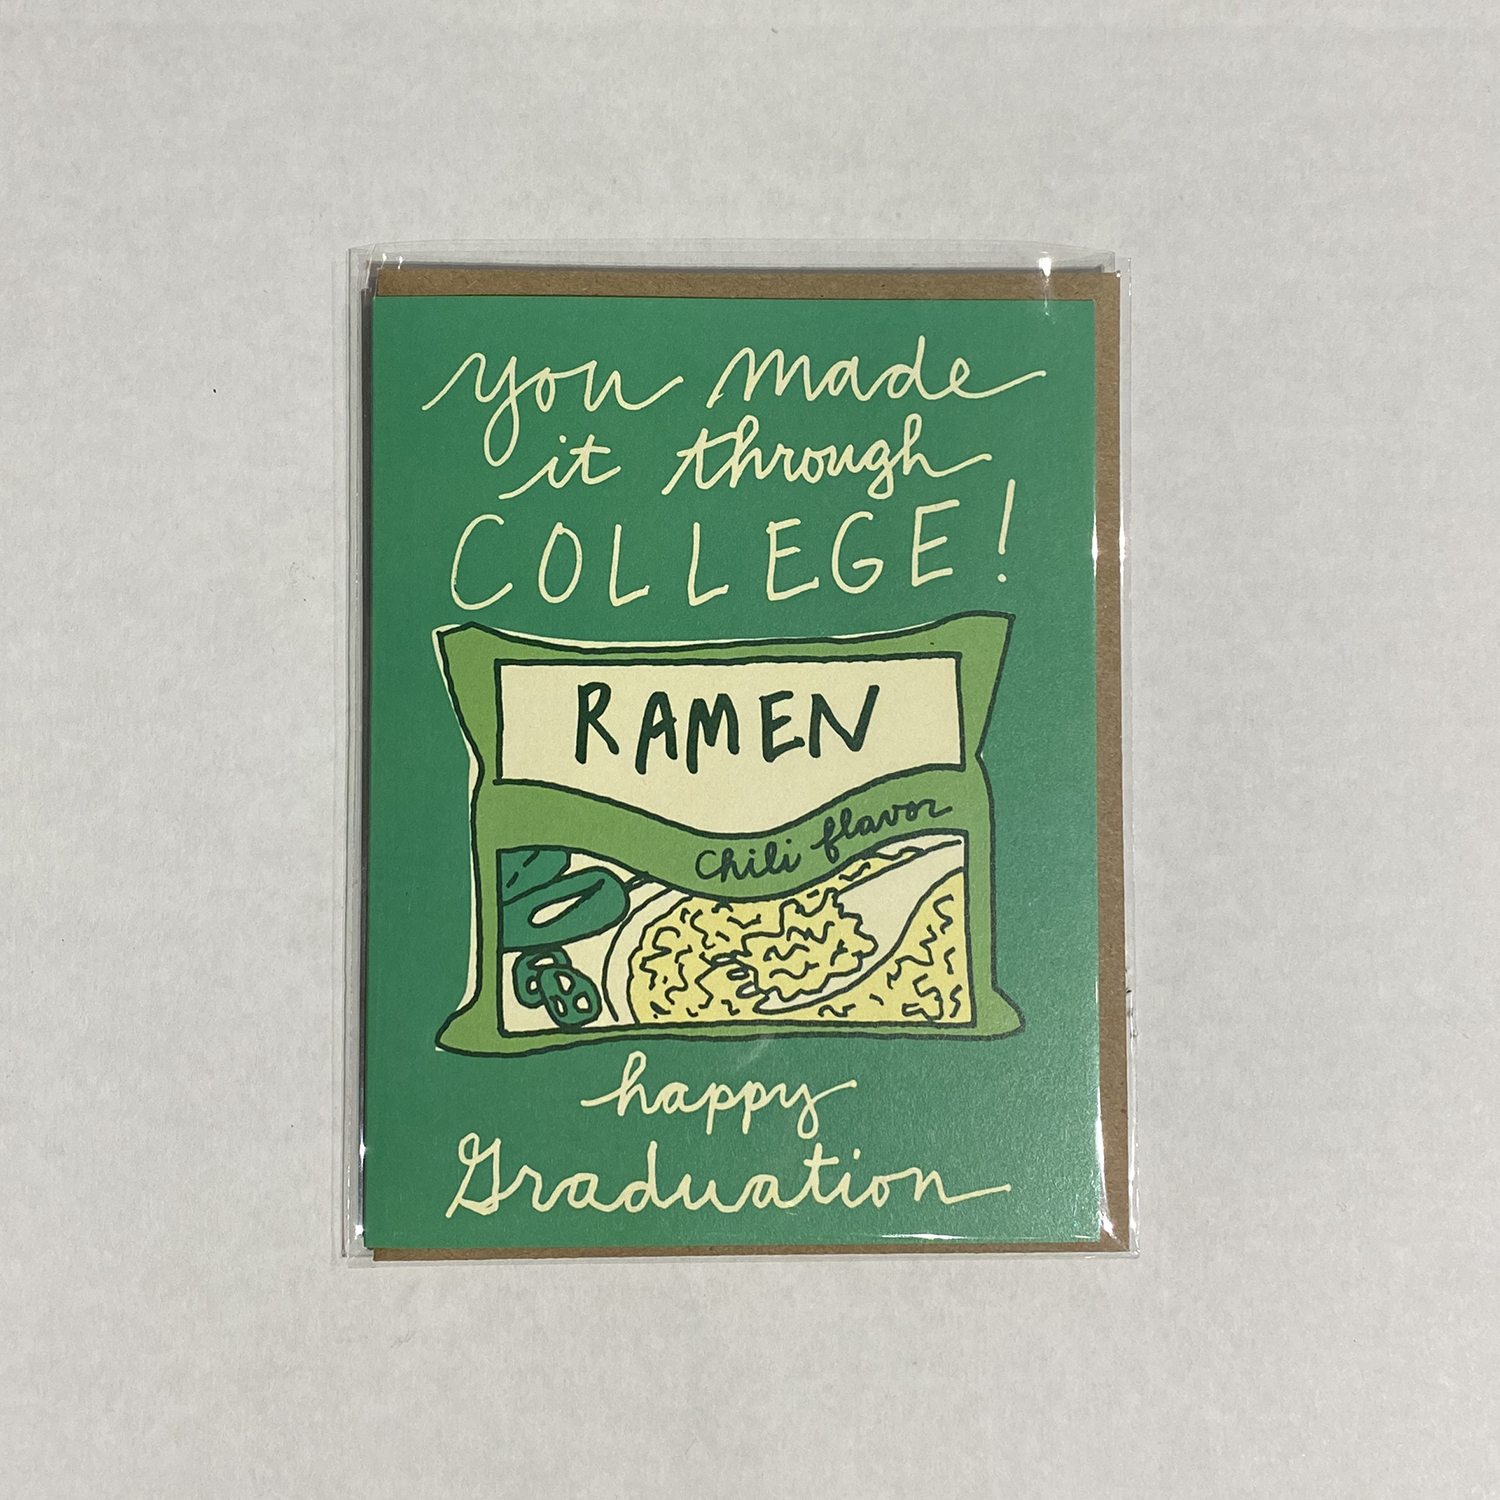 you made
it through
COLLEGE!
RAMEN
Chili flavor
happy
Graduation